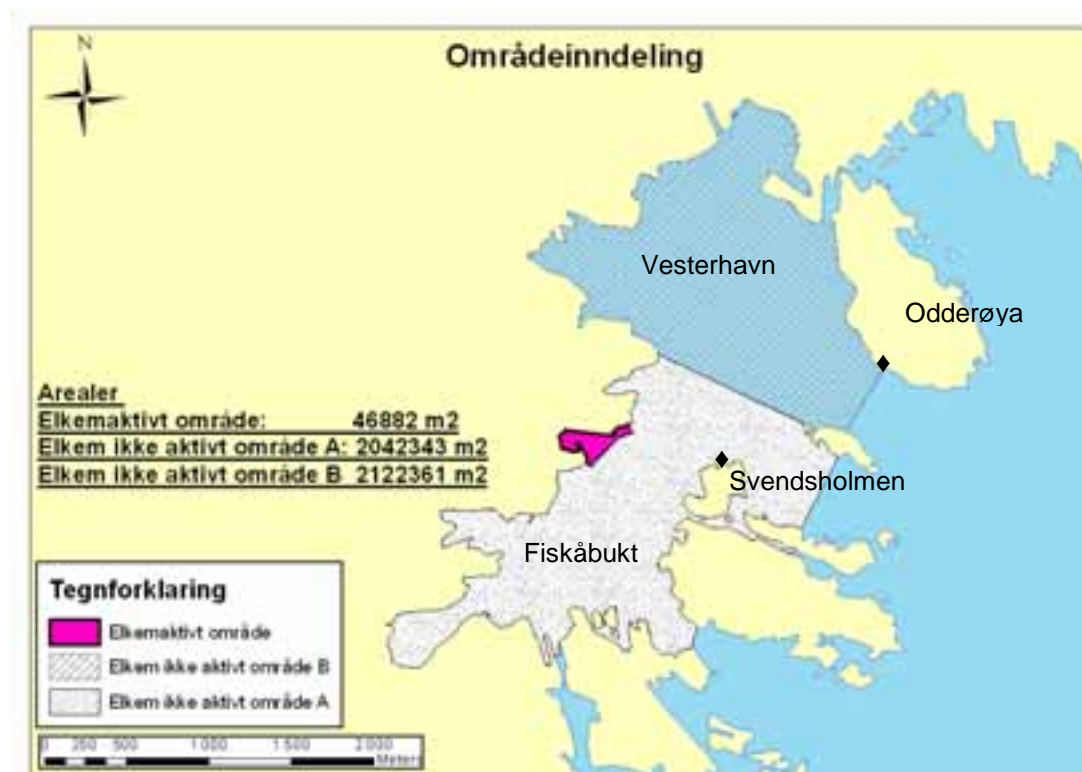 N
Områdeinndeling
Vesterhavn
Odderøya
Arealer
Elkemaktivt område: 46882 m2
Elkem ikke aktivt område A: 2042343 m2
Elkem ikke aktivt område B 2122361 m2
Svendsholmen
Fiskåbukt
Tegnforklaring
Elkemaktivt område
Elkem ikke aktivt område B
Elkem ikke aktivt område A
0 250 500 1 000 1 500 2 000
Meters